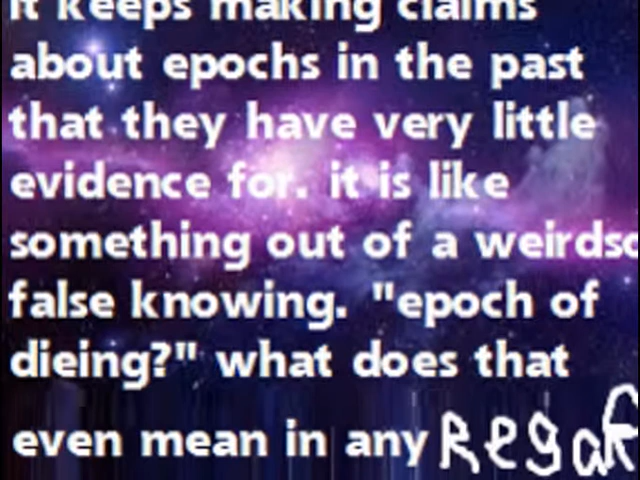 it keeps making claims
about epochs in the past
that they have very little
evidence for. it is like
something out of a weirdsc
false knowing. "epoch of
dieing?" what does that
even mean in any